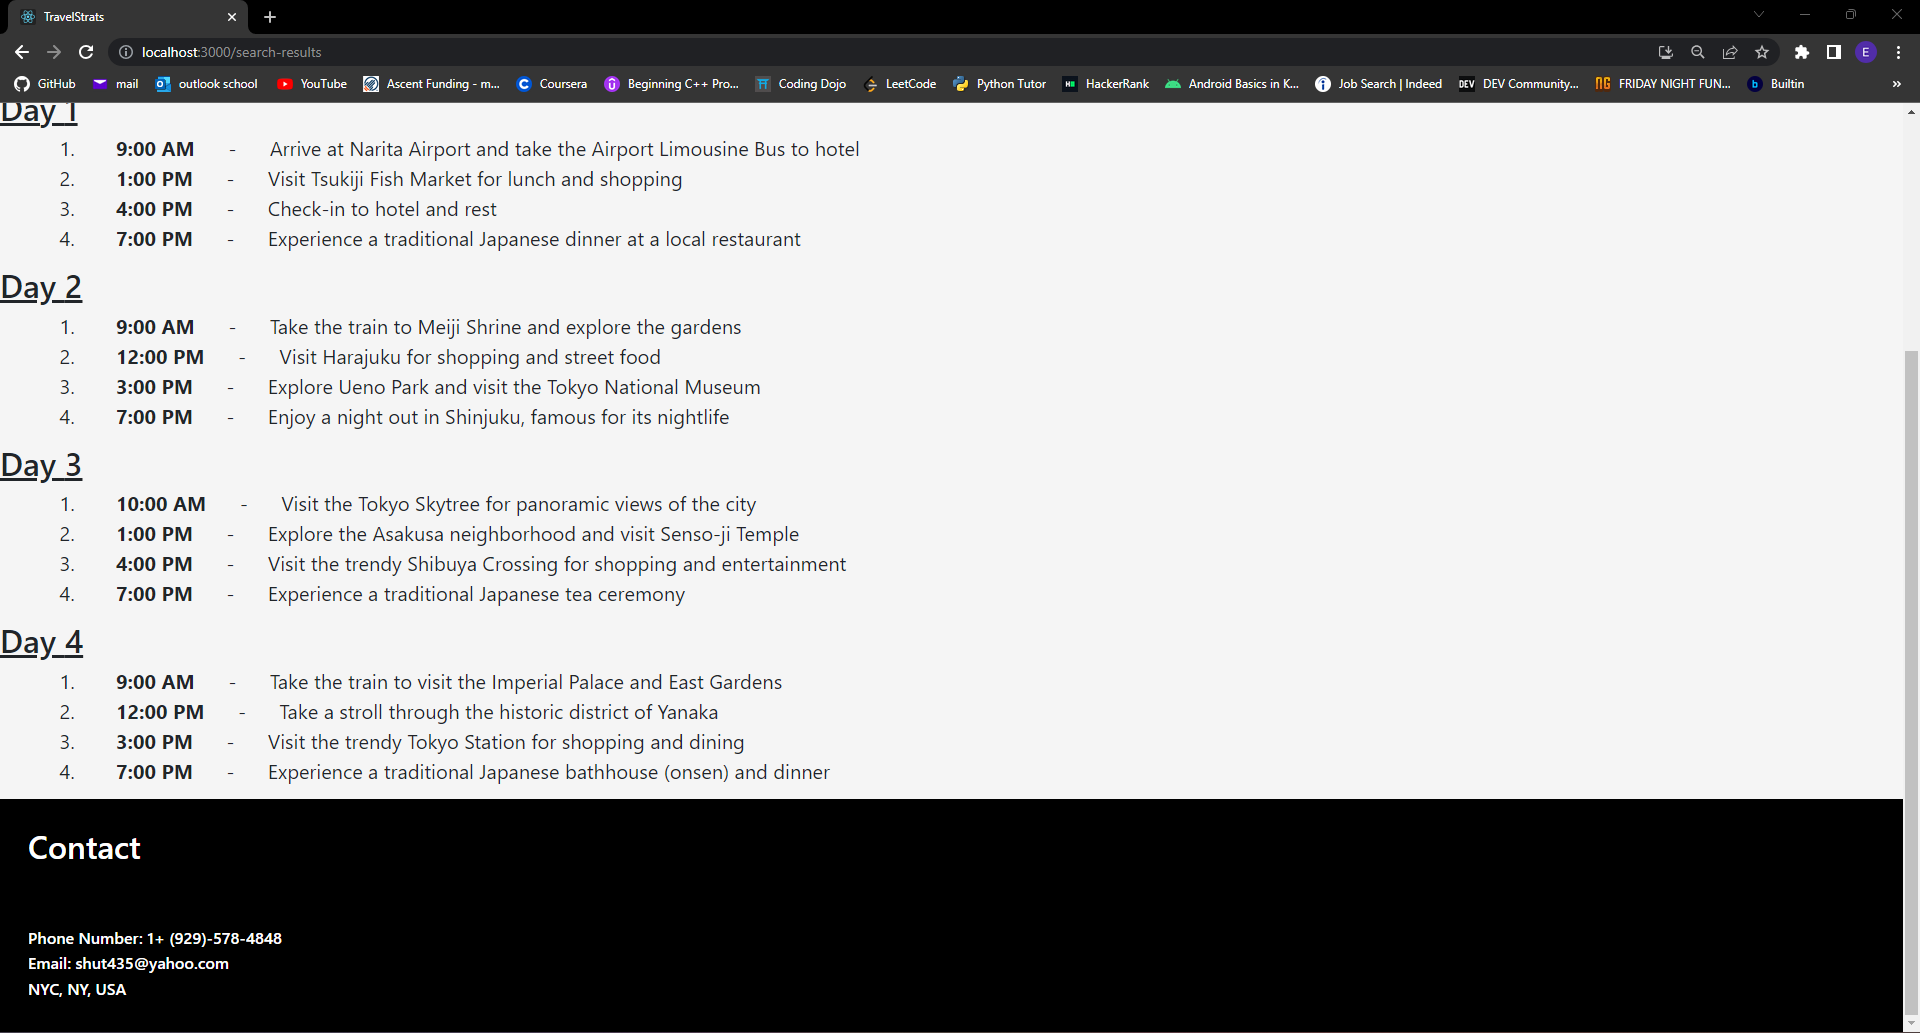 TravelStrats
localhost:3000/search-results
GitHub mail outlook school YouTube Ascent Funding - m... Coursera Beginning C++ Pro... Coding Dojo LeetCode Python Tutor HackerRank Android Basics in K... Job Search | Indeed DEV Community... FRIDAY NIGHT FUN... Builtin »
Day 1
1. 9:00 AM - Arrive at Narita Airport and take the Airport Limousine Bus to hotel
2. 1:00 PM - Visit Tsukiji Fish Market for lunch and shopping
3. 4:00 PM - Check-in to hotel and rest
4. 7:00 PM - Experience a traditional Japanese dinner at a local restaurant
Day 2
1. 9:00 AM - Take the train to Meiji Shrine and explore the gardens
2. 12:00 PM - Visit Harajuku for shopping and street food
3. 3:00 PM - Explore Ueno Park and visit the Tokyo National Museum
4. 7:00 PM - Enjoy a night out in Shinjuku, famous for its nightlife
Day 3
1. 10:00 AM - Visit the Tokyo Skytree for panoramic views of the city
2. 1:00 PM - Explore the Asakusa neighborhood and visit Senso-ji Temple
3. 4:00 PM - Visit the trendy Shibuya Crossing for shopping and entertainment
4. 7:00 PM - Experience a traditional Japanese tea ceremony
Day 4
1. 9:00 AM - Take the train to visit the Imperial Palace and East Gardens
2. 12:00 PM - Take a stroll through the historic district of Yanaka
3. 3:00 PM - Visit the trendy Tokyo Station for shopping and dining
4. 7:00 PM - Experience a traditional Japanese bathhouse (onsen) and dinner
Contact
Phone Number: 1+ (929)-578-4848
Email: shut435@yahoo.com
NYC, NY, USA